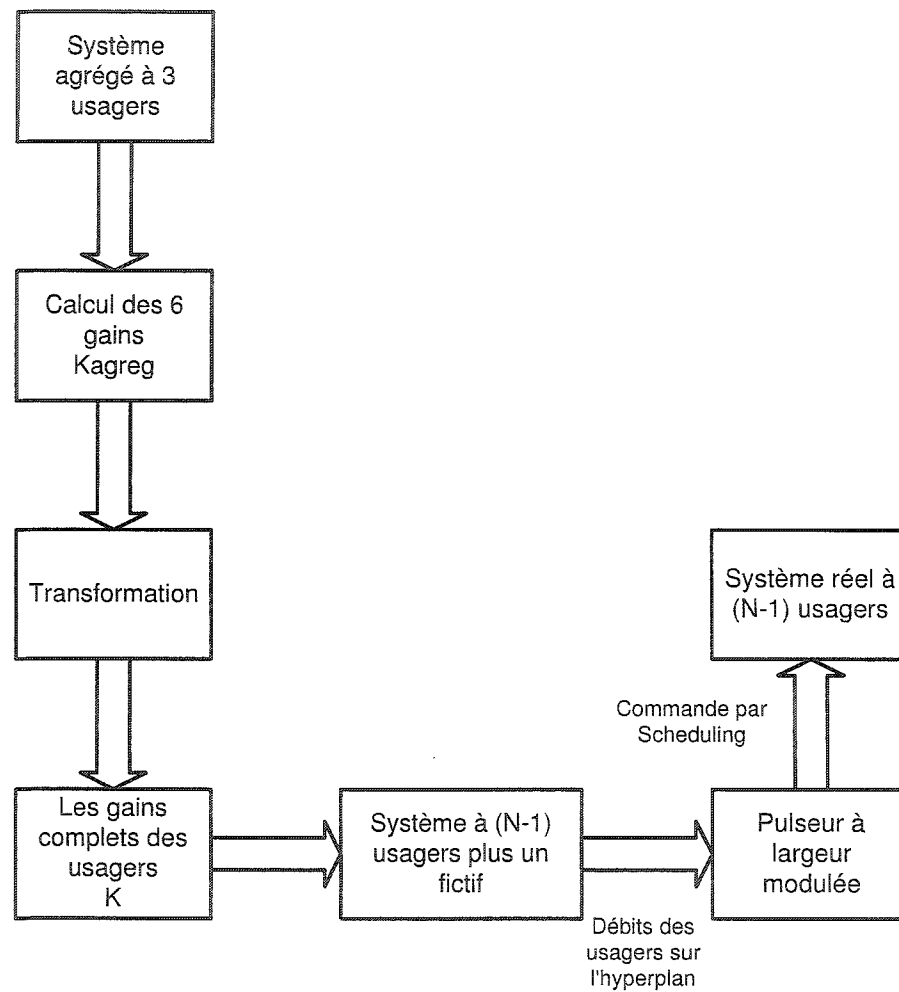 Système
agrégé à 3
usagers
Calcul des 6
gains
Kagreg
Transformation
Système réel à
(N-1) usagers
Commande par
Scheduling
Les gains
complets des
usagers
K
Système à (N-1)
usagers plus un
fictif
Pulseur à
largeur
modulée
Débits des
usagers sur
l'hyperplan